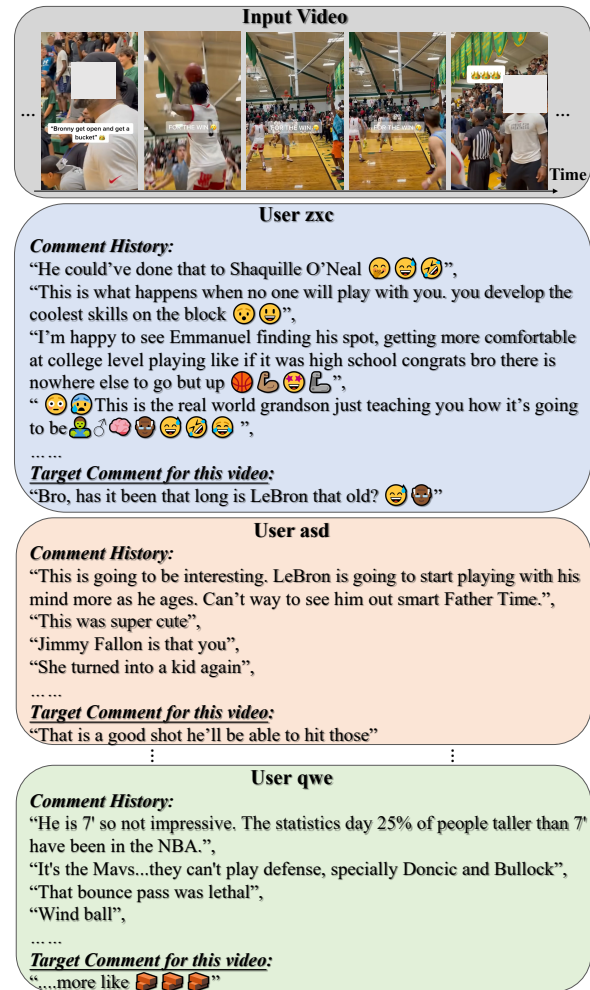 Input Video
...
"Bronny get open and get a
bucket" 😂
FOR THE WIN 😳
FOR THE WIN 😳
FOR THE WIN 😳
...
Time
User zxc
Comment History:
“He could’ve done that to Shaquille O’Neal 🤭😅🤣”,
“This is what happens when no one will play with you. you develop the
coolest skills on the block 😯😃”,
“I’m happy to see Emmanuel finding his spot, getting more comfortable
at college level playing like if it was high school congrats bro there is
nowhere else to go but up 🏀💪🏽🤩🦾”,
“ 😳😰This is the real world grandson just teaching you how it’s going
to be🧟♂🧠👨🏿‍🦳😅🤣😂 ”,
... ...
Target Comment for this video:
“Bro, has it been that long is LeBron that old? 😅👨🏿‍🦳”
User asd
Comment History:
“This is going to be interesting. LeBron is going to start playing with his
mind more as he ages. Can’t way to see him out smart Father Time.”,
“This was super cute”,
“Jimmy Fallon is that you”,
“She turned into a kid again”,
... ...
Target Comment for this video:
“That is a good shot he’ll be able to hit those”
User qwe
Comment History:
“He is 7' so not impressive. The statistics day 25% of people taller than 7'
have been in the NBA.”,
“It's the Mavs...they can't play defense, specially Doncic and Bullock”,
“That bounce pass was lethal”,
“Wind ball”,
... ...
Target Comment for this video:
“....more like 🧱🧱🧱”